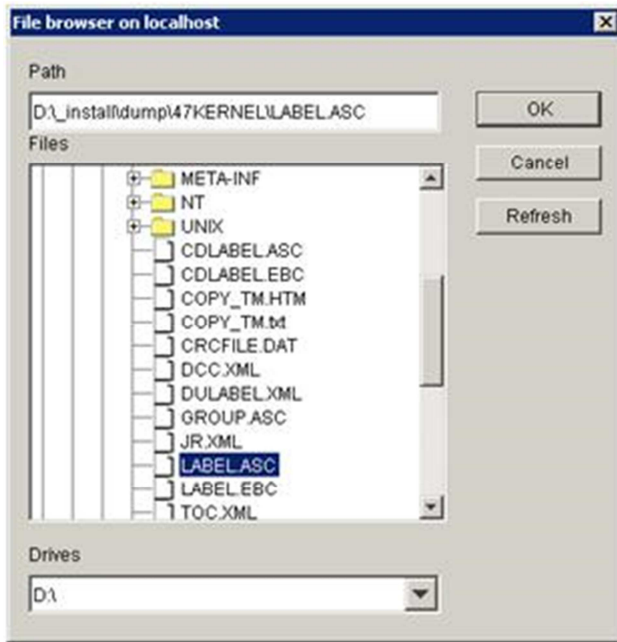 File browser on localhost
Path
D:\_install\dump\47KERNEL\LABEL.ASC
OK
Files
Cancel
Refresh
META-INF
NT
UNIX
CDLABEL.ASC
CDLABEL.EBC
COPY_TM.HTM
COPY_TM.txt
CRCFILE.DAT
DCC.XML
DULABEL.XML
GROUP.ASC
JR.XML
LABEL.ASC
LABEL.EBC
TOC.XML
Drives
D:\